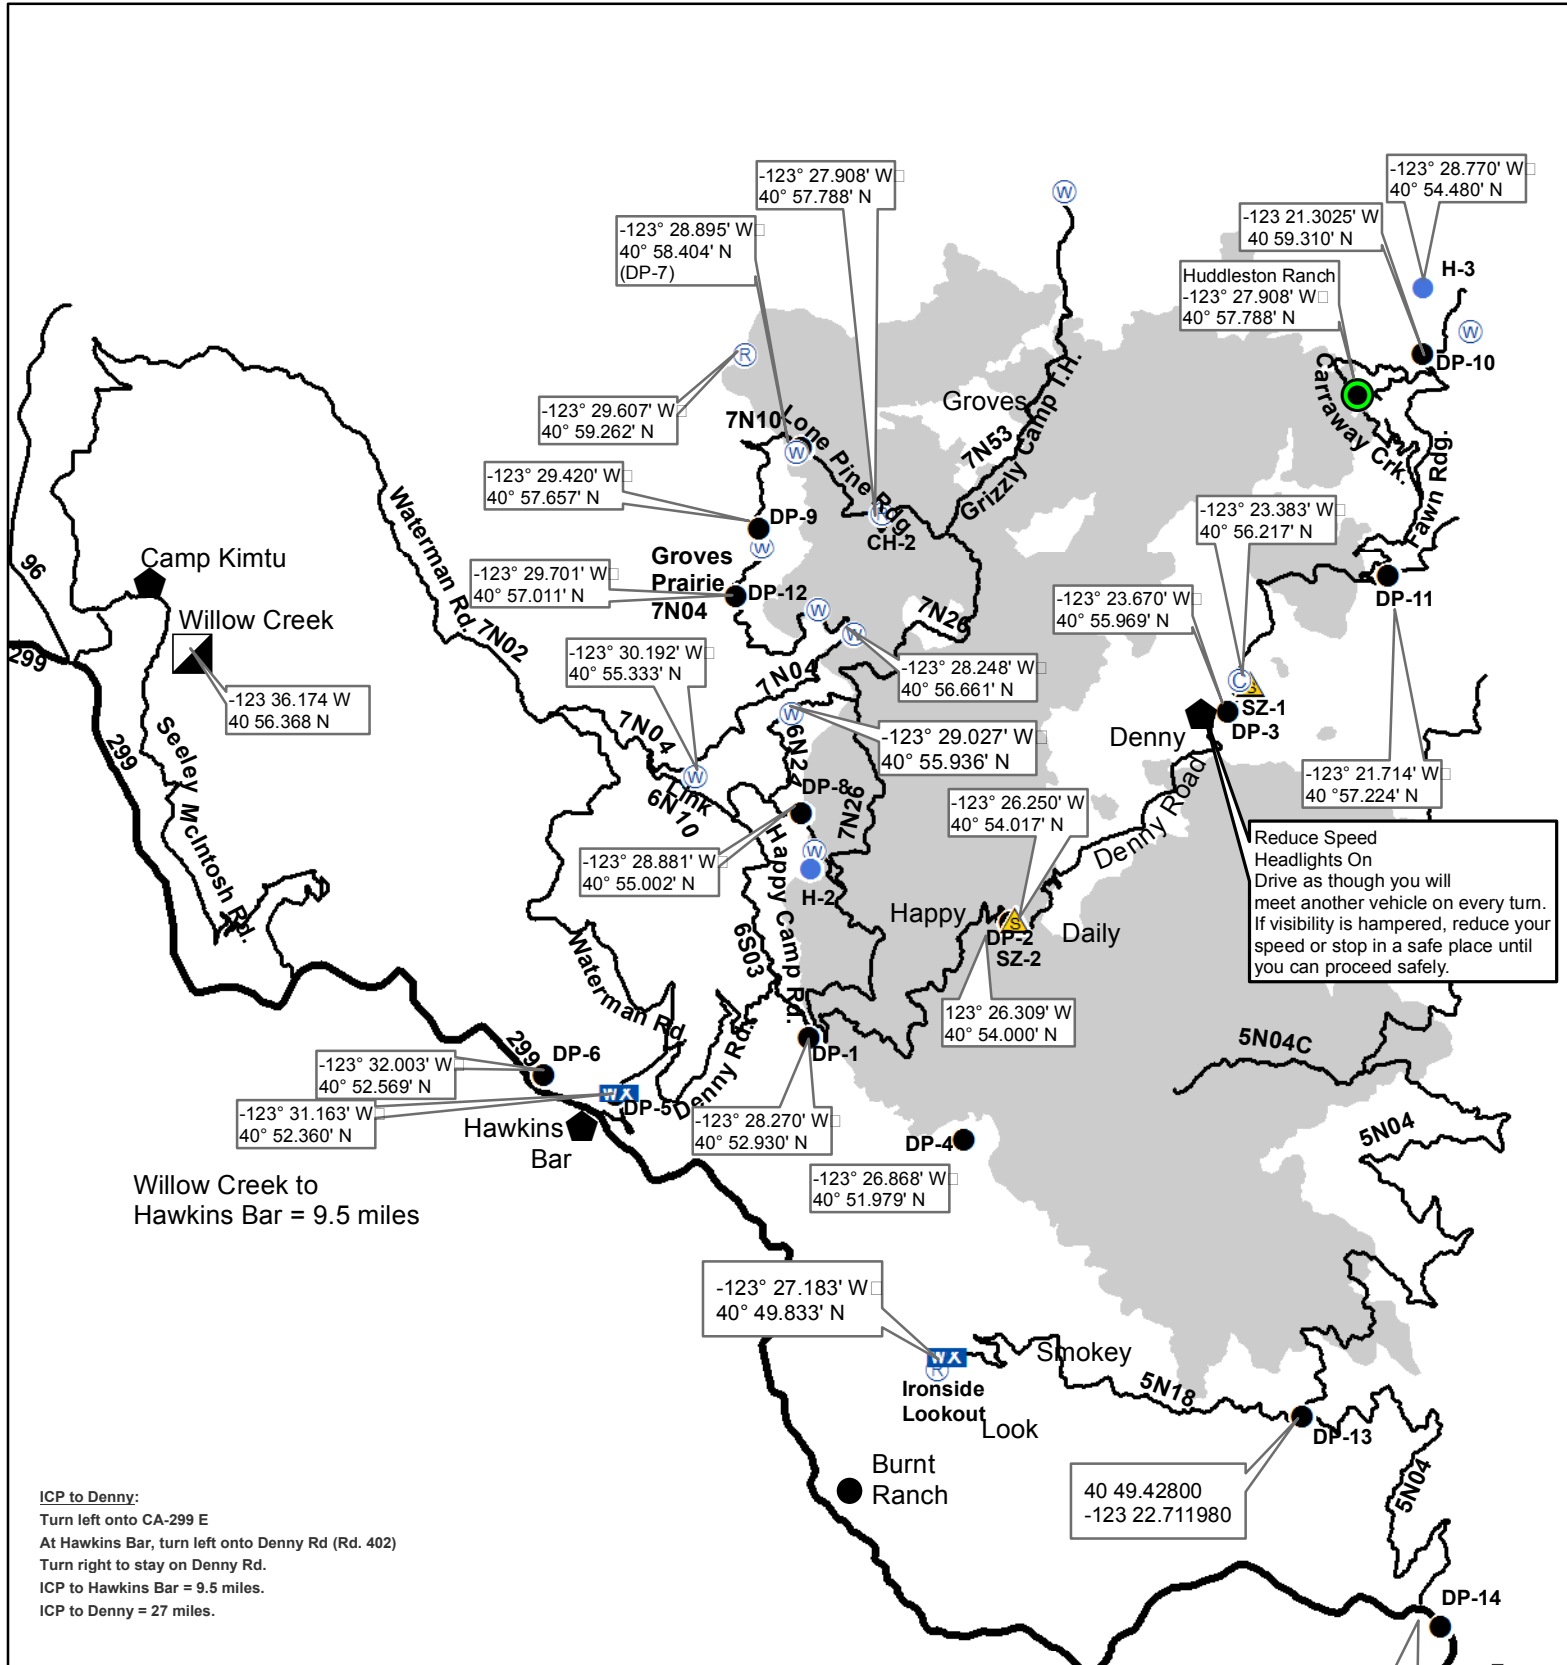 -123° 27.908' W
40° 57.788' N
-123° 28.770' W
40° 54.480' N
-123 21.3025' W
40 59.310' N
-123° 28.895' W
40° 58.404' N
(DP-7)
W
H-3
Huddleston Ranch
-123° 27.908' W
40° 57.788' N
W
R
DP-10
-123° 29.607' W
40° 59.262' N
Groves
7N10
Lone Pine Rdg.
W
7N53
Grizzly Camp T.H.
Carraway Crk.
Fawn Rdg.
-123° 29.420' W
40° 57.657' N
DP-9
W
CH-2
-123° 23.383' W
40° 56.217' N
Waterman Rd.
96
Camp Kimtu
Groves
Prairie
7N04
-123° 29.701' W
40° 57.011' N
DP-12
W
W
7N26
-123° 23.670' W
40° 55.969' N
DP-11
Willow Creek
299
7N02
-123° 30.192' W
40° 55.333' N
7N04
-123° 28.248' W
40° 56.661' N
C
S
SZ-1
DP-3
-123 36.174 W
40 56.368 N
Seeley McIntosh Rd.
299
7N04
W
W
6N24
-123° 29.027' W
40° 55.936' N
Denny
-123° 21.714' W
40 °57.224' N
Link
6N10
DP-8
7N26
-123° 26.250' W
40° 54.017' N
Denny Road
Reduce Speed
Headlights On
Drive as though you will
meet another vehicle on every turn.
If visibility is hampered, reduce your
speed or stop in a safe place until
you can proceed safely.
-123° 28.881' W
40° 55.002' N
Happy Camp Rd.
W
H-2
Happy
S
DP-2
SZ-2
Daily
6S03
Waterman Rd
123° 26.309' W
40° 54.000' N
299
DP-6
Denny Rd.
DP-1
5N04C
-123° 32.003' W
40° 52.569' N
WX
DP-5
-123° 31.163' W
40° 52.360' N
Hawkins
Bar
-123° 28.270' W
40° 52.930' N
DP-4
5N04
-123° 26.868' W
40° 51.979' N
Willow Creek to
Hawkins Bar = 9.5 miles
-123° 27.183' W
40° 49.833' N
WX
R
Smokey
Ironside
Lookout
Look
5N18
DP-13
Burnt
Ranch
40 49.42800
-123 22.711980
5N04
ICP to Denny:
Turn left onto CA-299 E
At Hawkins Bar, turn left onto Denny Rd (Rd. 402)
Turn right to stay on Denny Rd.
ICP to Hawkins Bar = 9.5 miles.
ICP to Denny = 27 miles.
DP-14